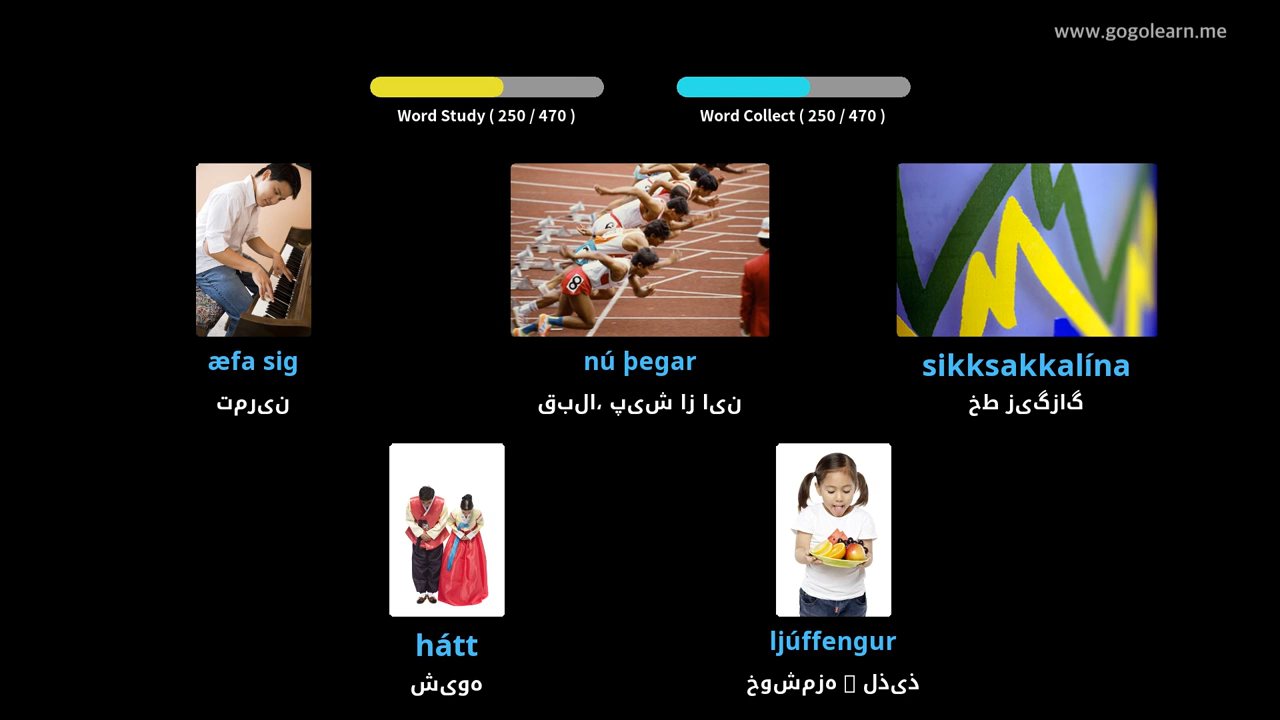 www.gogolearn.me
Word Study ( 250 / 470 )
Word Collect ( 250 / 470 )
æfa sig
تمرین
nú þegar
قبلا، پیش از این
sikksakkalína
خط زیگزاگ
hátt
شیوه
ljúffengur
خوشمزه لذیذ